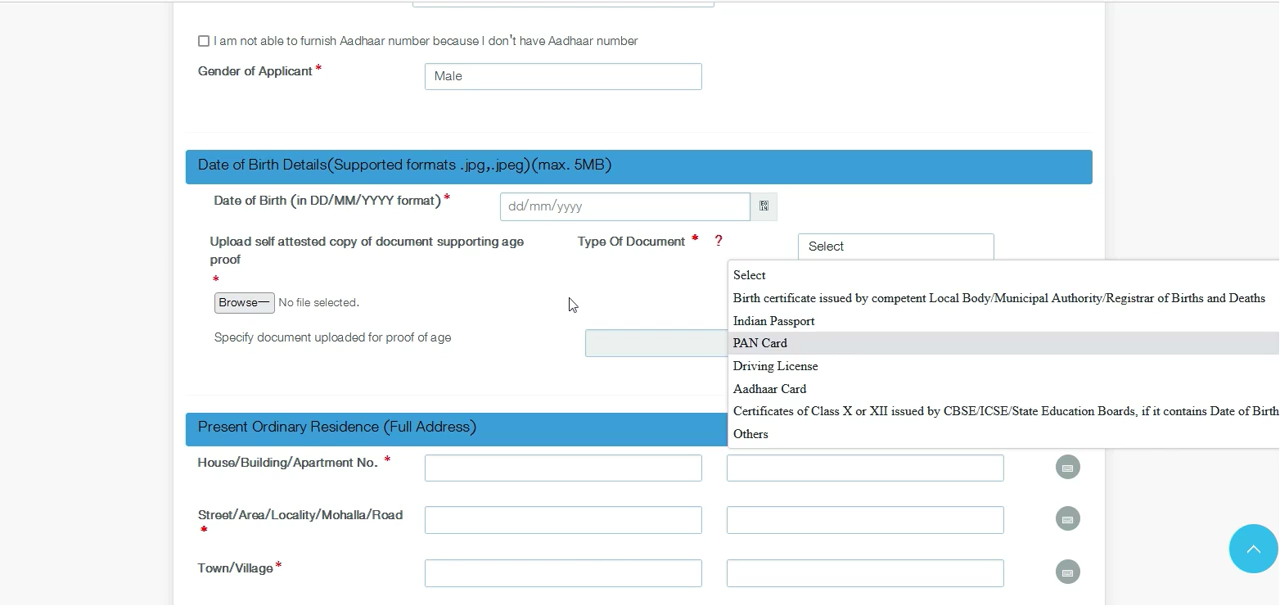 I am not able to furnish Aadhaar number because I don't have Aadhaar number
Gender of Applicant *
Male
Date of Birth Details(Supported formats .jpg,.jpeg)(max. 5MB)
Date of Birth (in DD/MM/YYYY format) *
dd/mm/yyyy
Upload self attested copy of document supporting age
proof
*
Type Of Document * ?
Select
Browse— No file selected.
Specify document uploaded for proof of age
Select
Birth certificate issued by competent Local Body/Municipal Authority/Registrar of Births and Deaths
Indian Passport
PAN Card
Driving License
Aadhaar Card
Certificates of Class X or XII issued by CBSE/ICSE/State Education Boards, if it contains Date of Birth
Others
Present Ordinary Residence (Full Address)
House/Building/Apartment No. *
Street/Area/Locality/Mohalla/Road
*
Town/Village *